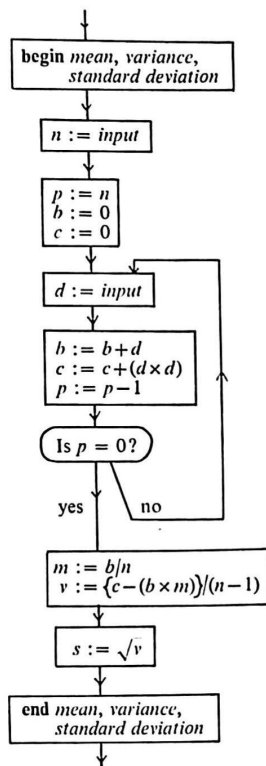 begin mean, variance,
standard deviation
n := input
p := n
b := 0
c := 0
d := input
b := b+d
c := c+(d×d)
p := p−1
Is p = 0?
yes no
m := b/n
v := {c−(b×m)}/(n−1)
s := √v
end mean, variance,
standard deviation